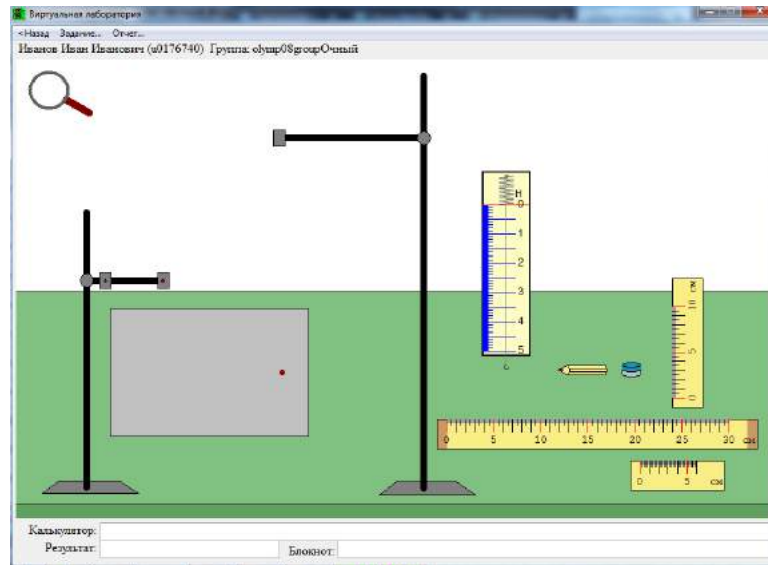 Виртуальная лаборатория
<Назад Задание... Отчет...
Иванов Иван Иванович (u0176740) Группа: olymp08groupОчный
Н
0
1
2
3
4
5
0 5 10 см
0 5 10 15 20 25 30 см
0 5 см
Калькулятор:
Результат: Блокнот: